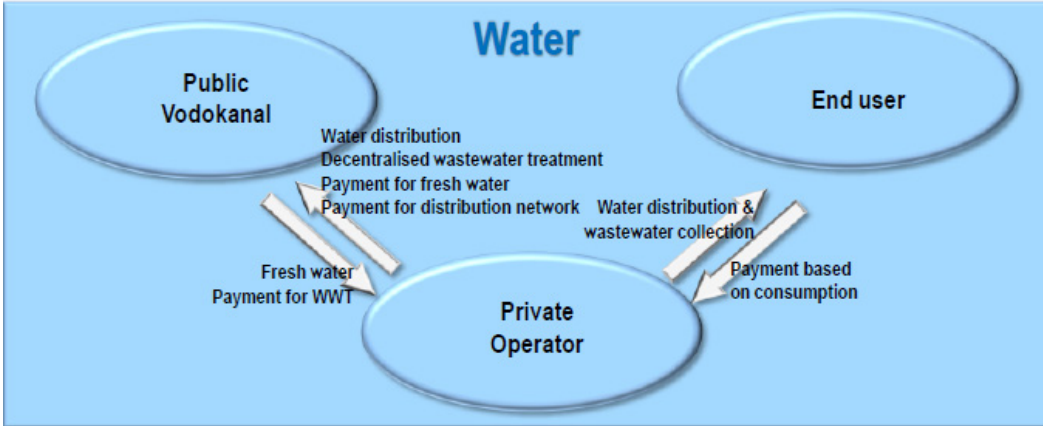 Water
Public
Vodokanal
End user
Water distribution
Decentralised wastewater treatment
Payment for fresh water
Payment for distribution network
Water distribution &
wastewater collection
Fresh water
Payment for WWT
Payment based
on consumption
Private
Operator